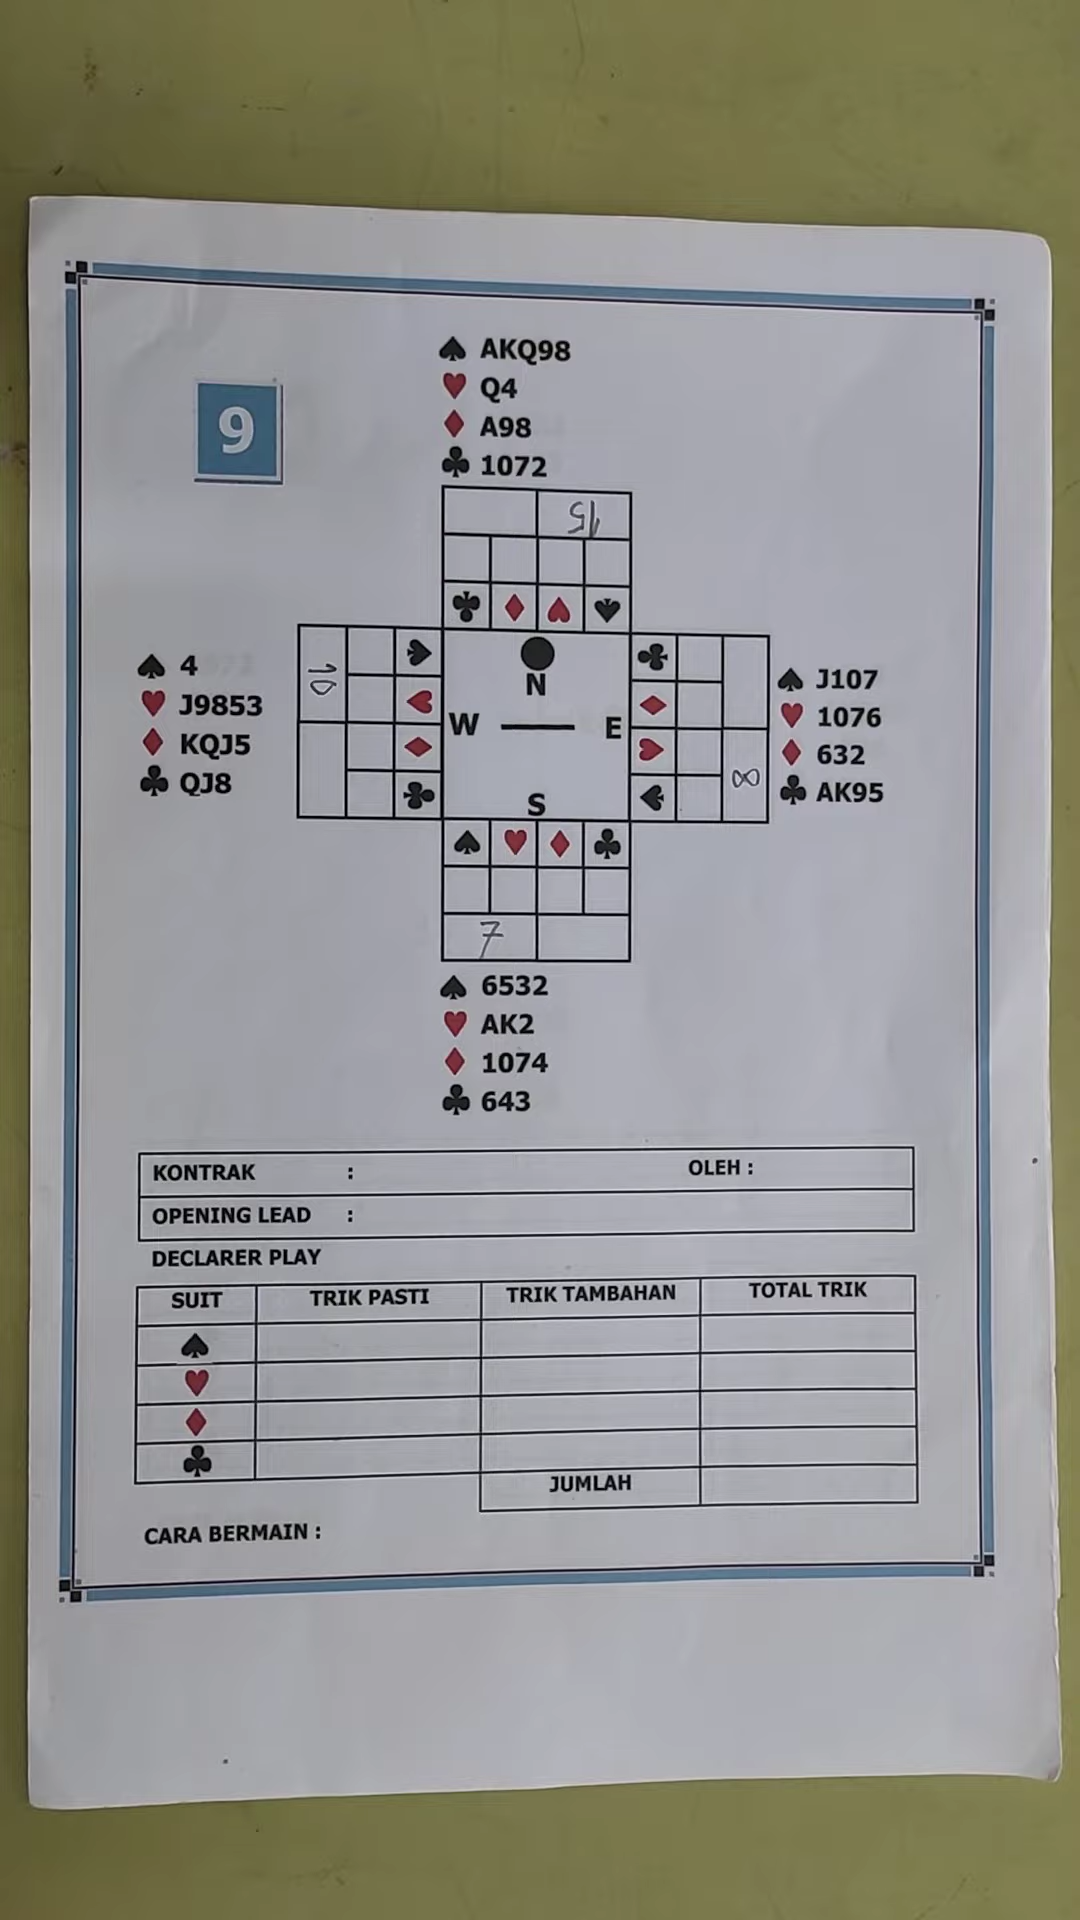 ♠ AKQ98
9
♥ Q4
♦ A98
♣ 1072
15
♣ ♦ ♥ ♠
♠ 4
♥ J9853
♦ KQJ5
♣ QJ8
10
♠
♥
♦
♣
N
W E
S
♣
♦
♥
♠
8
♠ J107
♥ 1076
♦ 632
♣ AK95
♠ ♥ ♦ ♣
7
♠ 6532
♥ AK2
♦ 1074
♣ 643
KONTRAK : OLEH :
OPENING LEAD :
DECLARER PLAY
SUIT TRIK PASTI TRIK TAMBAHAN TOTAL TRIK
♠
♥
♦
♣
JUMLAH
CARA BERMAIN :